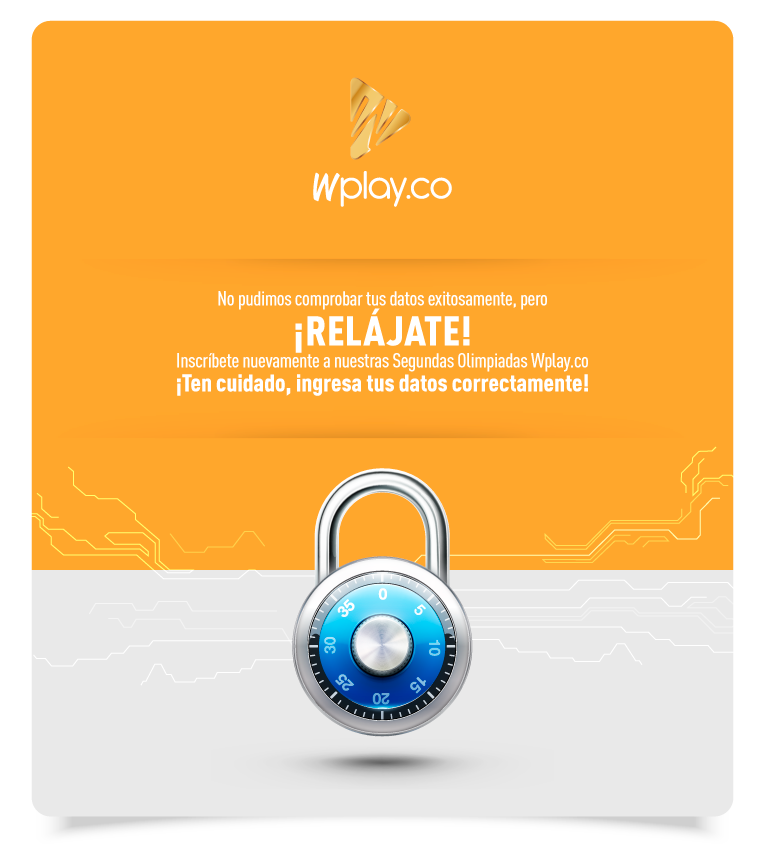 Wplay.co
No pudimos comprobar tus datos exitosamente, pero
¡RELÁJATE!
Inscríbete nuevamente a nuestras Segundas Olimpiadas Wplay.co
¡Ten cuidado, ingresa tus datos correctamente!
0
5
10
15
20
25
30
35